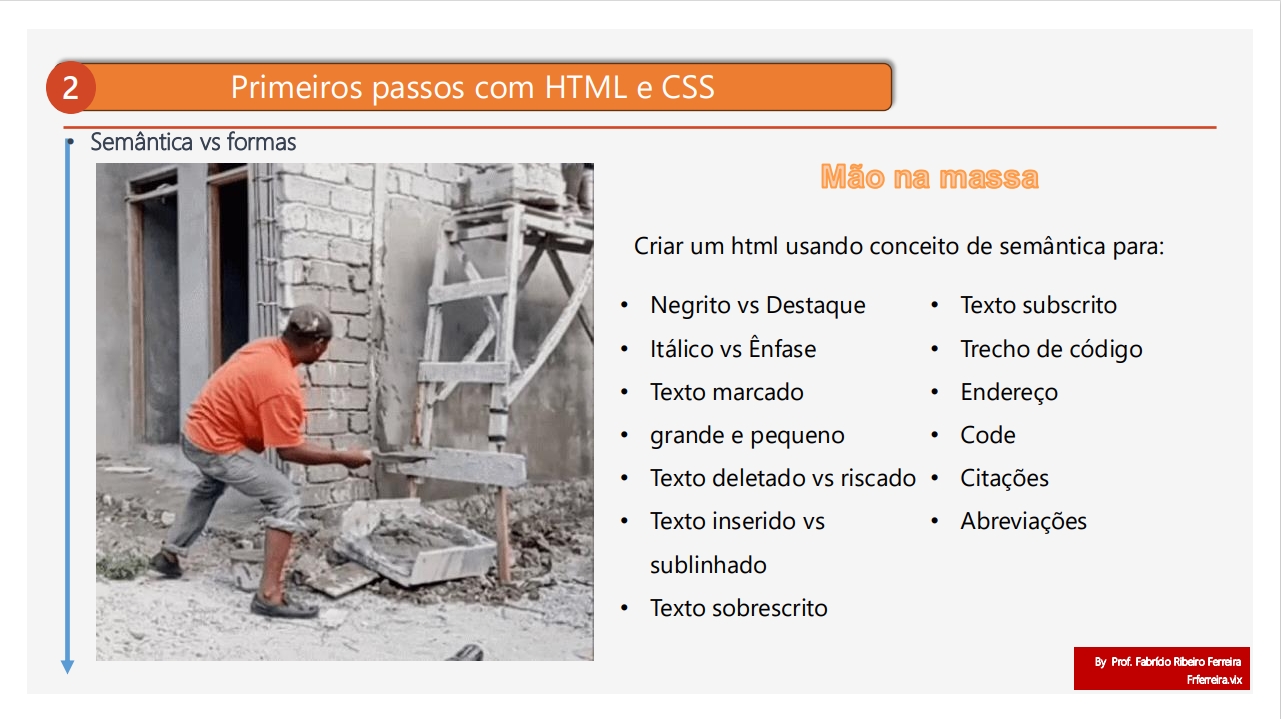 2
Primeiros passos com HTML e CSS
• Semântica vs formas
Mão na massa
Criar um html usando conceito de semântica para:
• Negrito vs Destaque
• Itálico vs Ênfase
• Texto marcado
• grande e pequeno
• Texto deletado vs riscado
• Texto inserido vs
sublinhado
• Texto sobrescrito
• Texto subscrito
• Trecho de código
• Endereço
• Code
• Citações
• Abreviações
By Prof. Fabrício Ribeiro Ferreira
Frferreira.vix